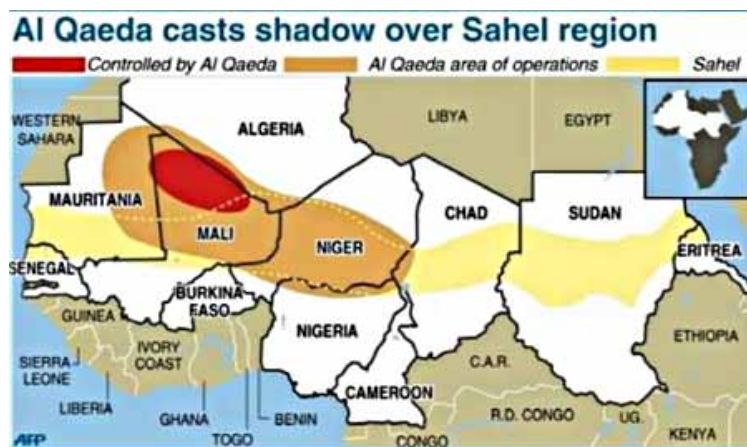 Al Qaeda casts shadow over Sahel region
Controlled by Al Qaeda
Al Qaeda area of operations
Sahel
WESTERN
SAHARA
ALGERIA
LIBYA
EGYPT
MAURITANIA
MALI
NIGER
CHAD
SUDAN
ERITREA
SENEGAL
BURKINA
FASO
GUINEA
IVORY
COAST
NIGERIA
ETHIOPIA
SIERRA
LEONE
C.A.R.
CAMEROON
LIBERIA
GHANA
BENIN
R.D. CONGO
UG.
KENYA
AFP
TOGO
CONGO